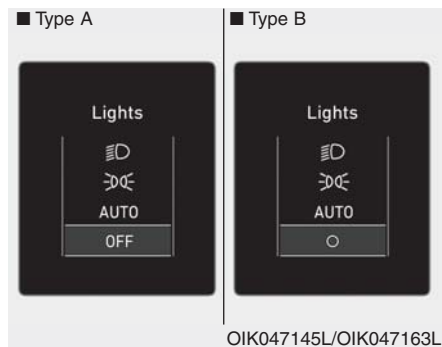 ■ Type A
■ Type B
Lights
AUTO
OFF
Lights
AUTO
OIK047145L/OIK047163L